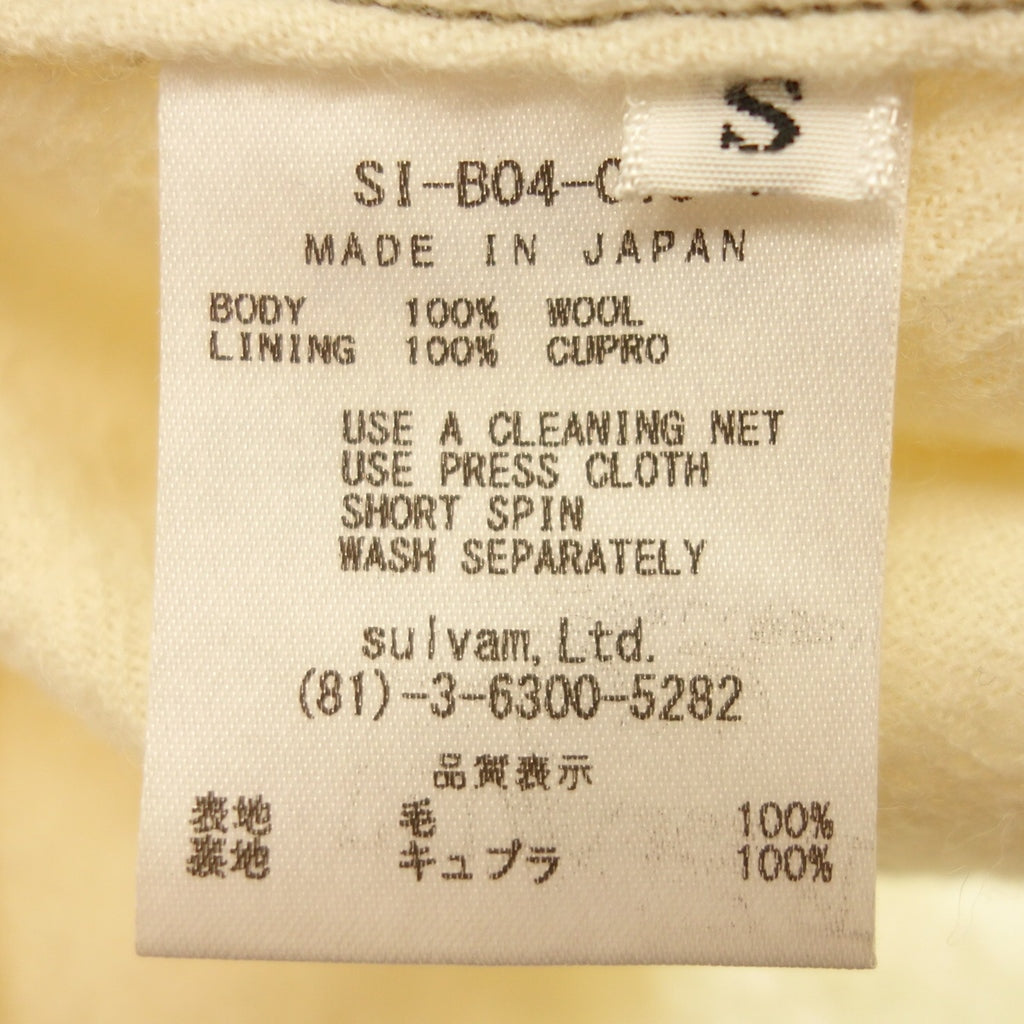 S
SI-B04-
MADE IN JAPAN
BODY 100% WOOL
LINING 100% CUPRO
USE A CLEANING NET
USE PRESS CLOTH
SHORT SPIN
WASH SEPARATELY
sulvam, Ltd.
(81)-3-6300-5282
品質表示
表地 毛 100%
裏地 キュプラ 100%